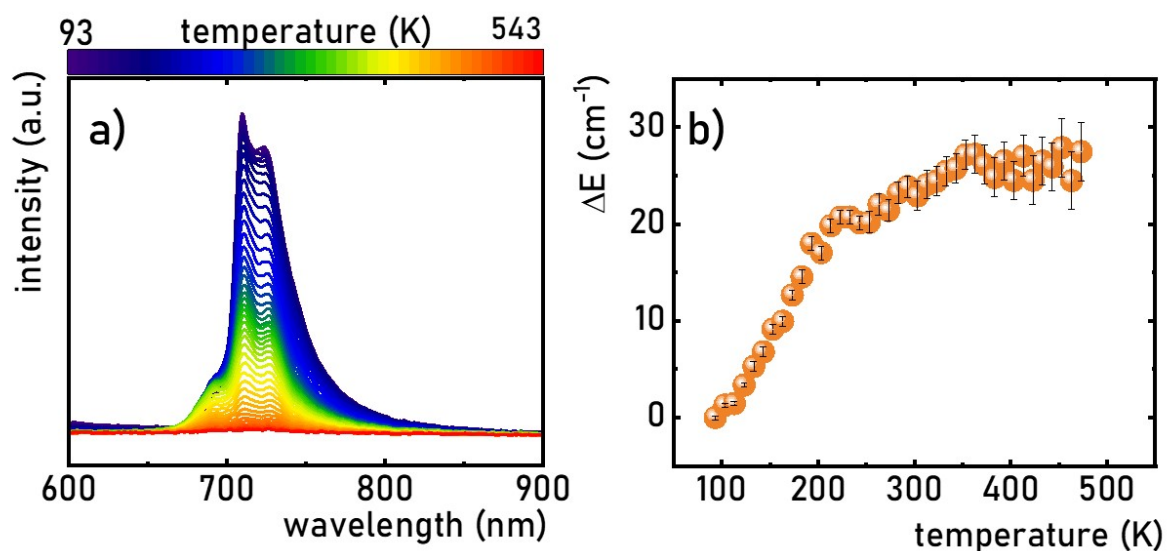 93 temperature (K) 543
a)
intensity (a.u.)
600 700 800 900
wavelength (nm)
b)
ΔE (cm⁻¹)
30
20
10
0
100 200 300 400 500
temperature (K)